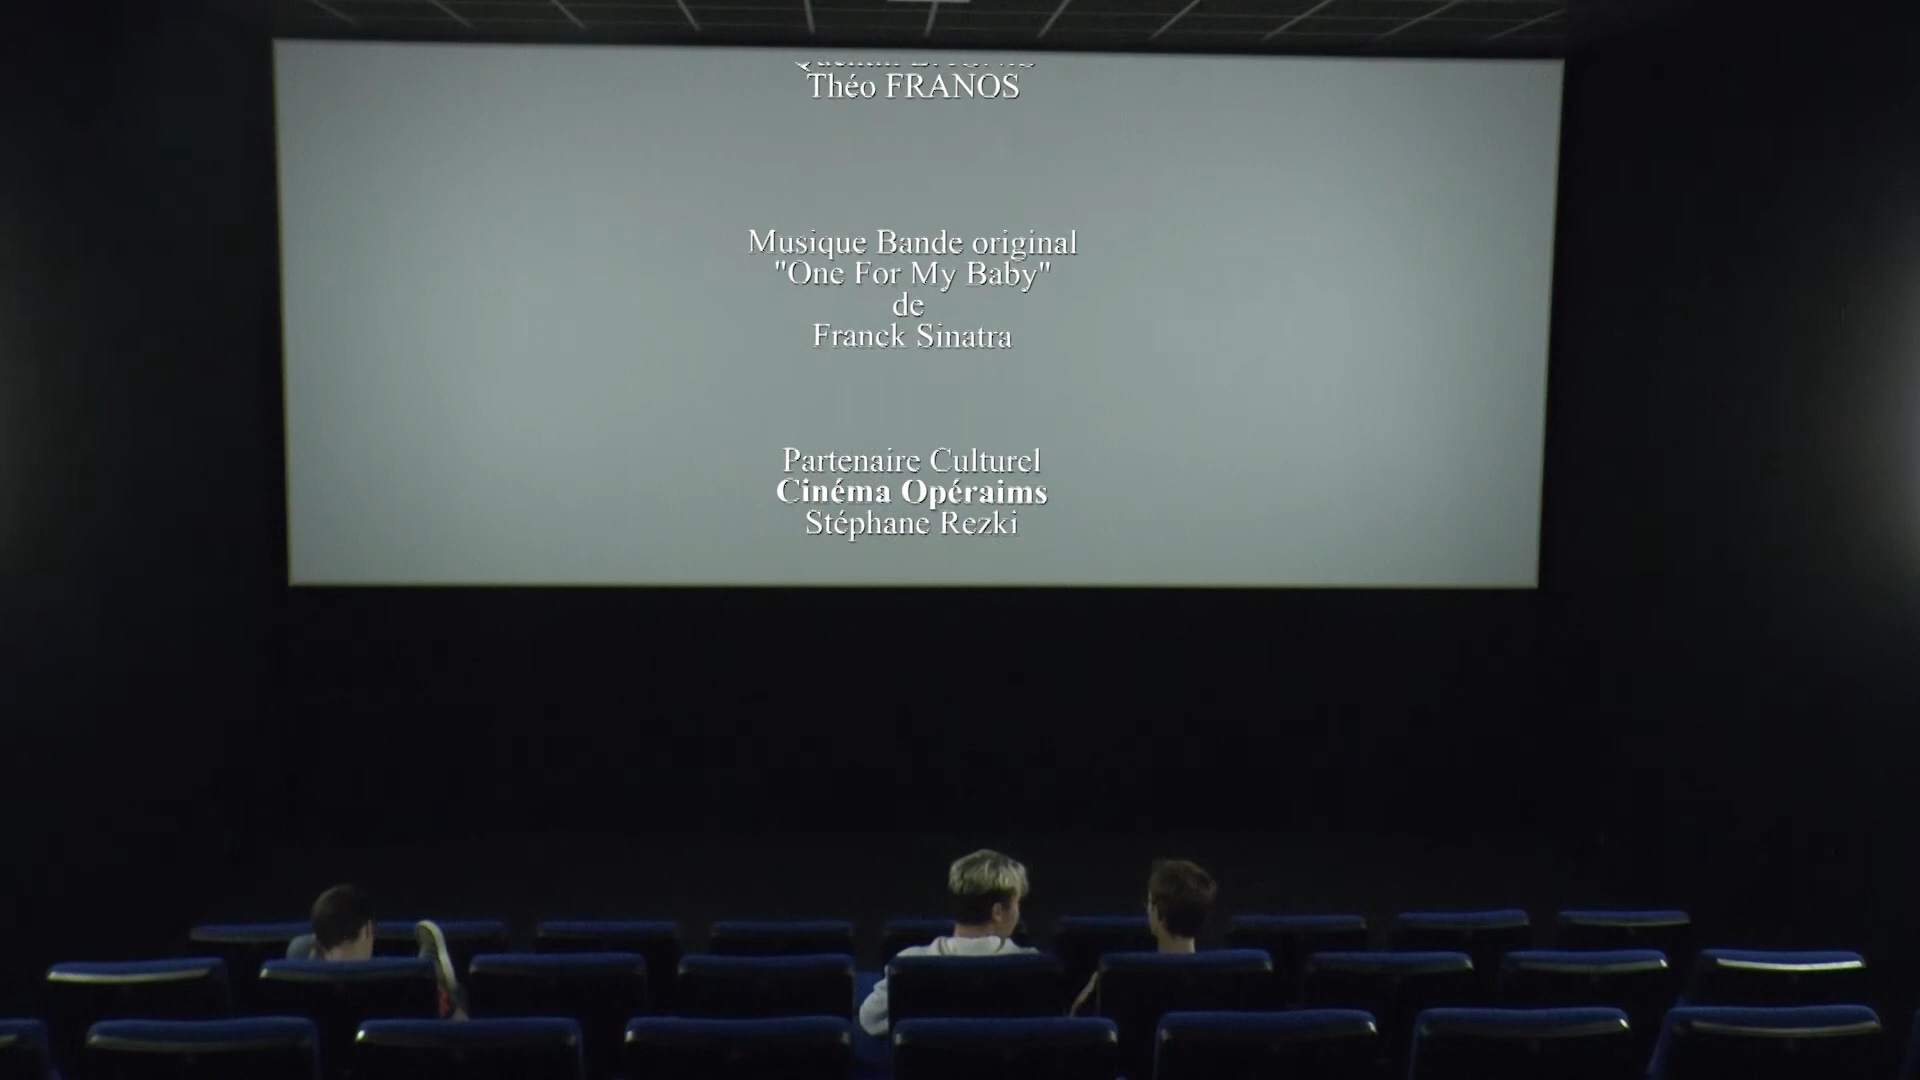 Théo FRANOS
Musique Bande original
"One For My Baby"
de
Franck Sinatra
Partenaire Culturel
Cinéma Opéraims
Stéphane Rezki